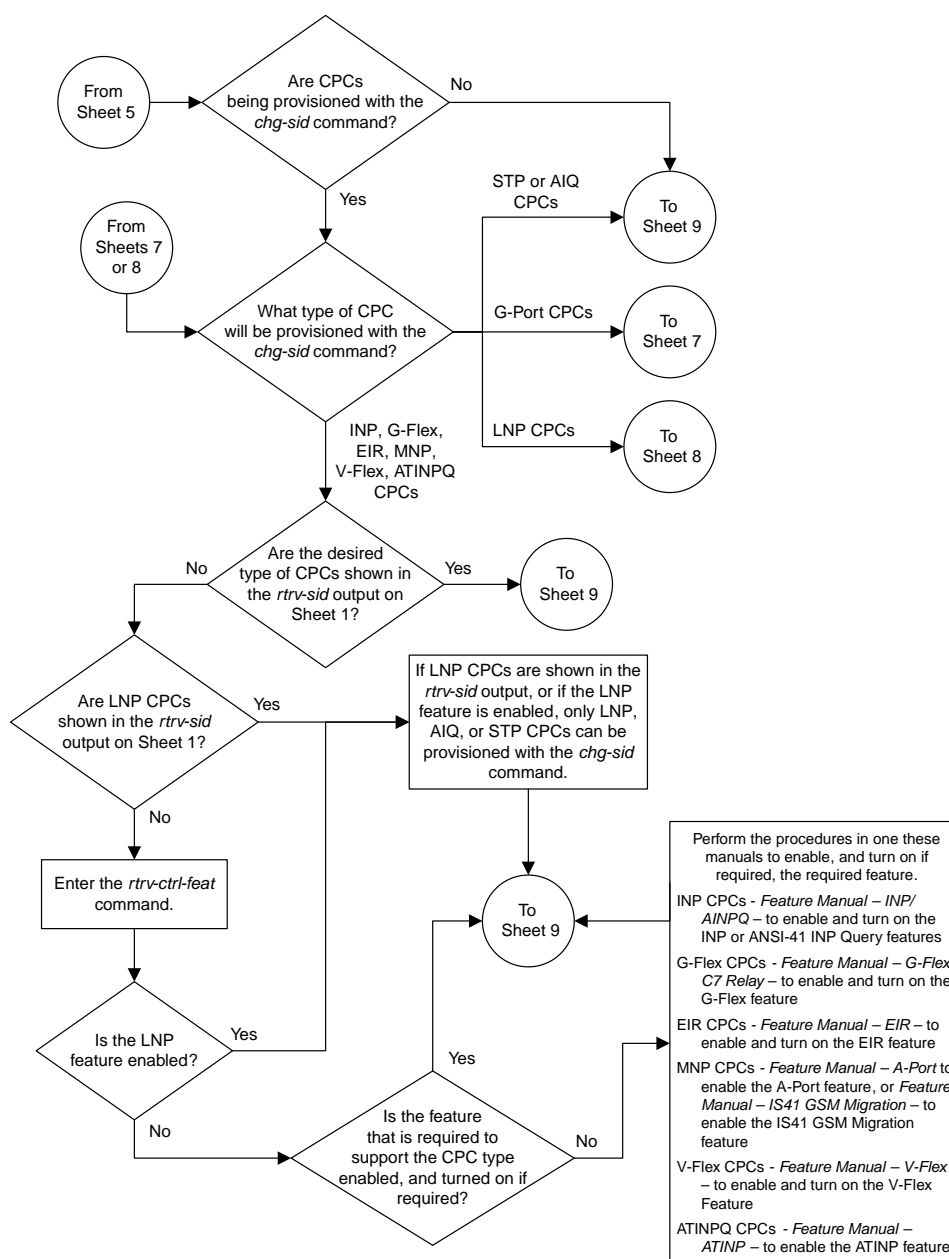 From
Sheet 5
Are CPCs
being provisioned with the
chg-sid command?
No
Yes
STP or AIQ
CPCs
To
Sheet 9
From
Sheets 7
or 8
What type of CPC
will be provisioned with the
chg-sid command?
G-Port CPCs
To
Sheet 7
LNP CPCs
To
Sheet 8
INP, G-Flex,
EIR, MNP,
V-Flex, ATINPQ
CPCs
Are the desired
type of CPCs shown in
the rtrv-sid output on
Sheet 1?
No
Yes
To
Sheet 9
Are LNP CPCs
shown in the rtrv-sid
output on Sheet 1?
Yes
No
If LNP CPCs are shown in the
rtrv-sid output, or if the LNP
feature is enabled, only LNP,
AIQ, or STP CPCs can be
provisioned with the chg-sid
command.
Enter the rtrv-ctrl-feat
command.
To
Sheet 9
Is the LNP
feature enabled?
Yes
No
Is the feature
that is required to
support the CPC type
enabled, and turned on if
required?
Yes
No
Perform the procedures in one these
manuals to enable, and turn on if
required, the required feature.
INP CPCs - Feature Manual – INP/
AINPQ – to enable and turn on the
INP or ANSI-41 INP Query features
G-Flex CPCs - Feature Manual – G-Flex
C7 Relay – to enable and turn on the
G-Flex feature
EIR CPCs - Feature Manual – EIR – to
enable and turn on the EIR feature
MNP CPCs - Feature Manual – A-Port to
enable the A-Port feature, or Feature
Manual – IS41 GSM Migration – to
enable the IS41 GSM Migration
feature
V-Flex CPCs - Feature Manual – V-Flex
– to enable and turn on the V-Flex
Feature
ATINPQ CPCs - Feature Manual –
ATINP – to enable the ATINP feature